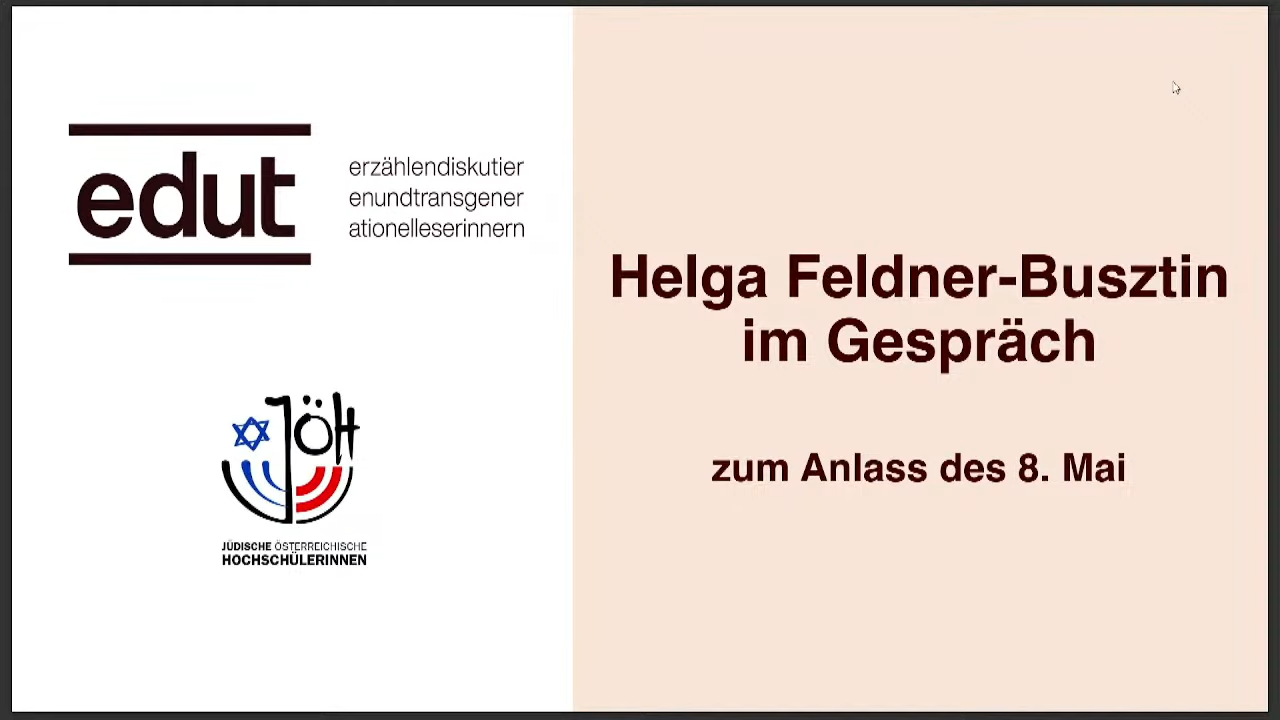 edut
erzählendiskutier
enundtransgener
ationelleserinnern
JÖH
JÜDISCHE ÖSTERREICHISCHE
HOCHSCHÜLERINNEN
Helga Feldner-Busztin
im Gespräch
zum Anlass des 8. Mai